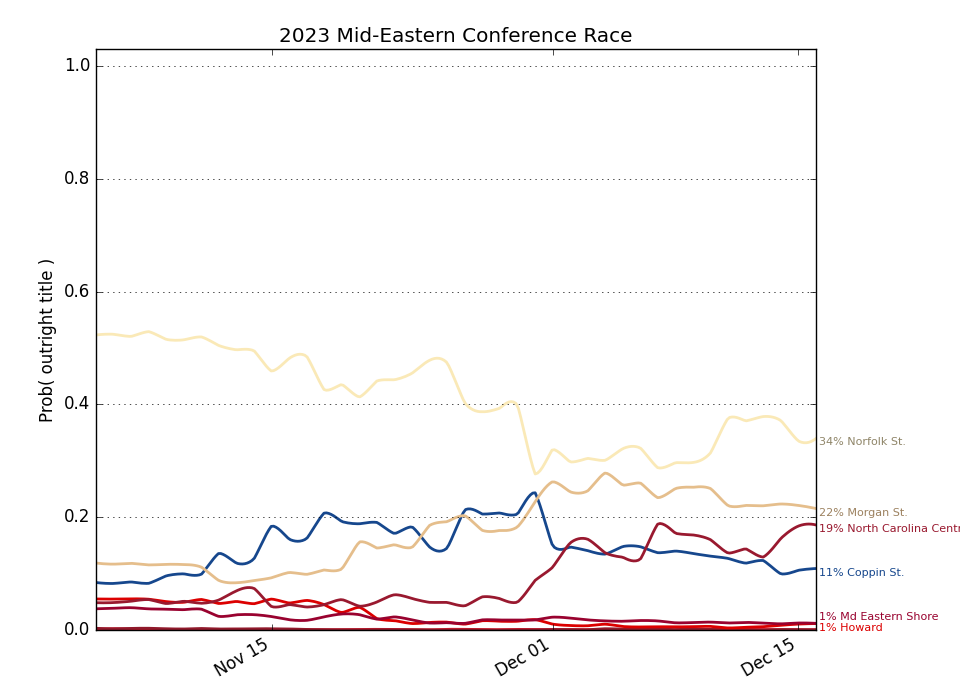 2023 Mid-Eastern Conference Race
Prob( outright title )
1.0
0.8
0.6
0.4
0.2
0.0
Nov 15
Dec 01
Dec 15
34% Norfolk St.
22% Morgan St.
19% North Carolina Centr
11% Coppin St.
1% Md Eastern Shore
1% Howard